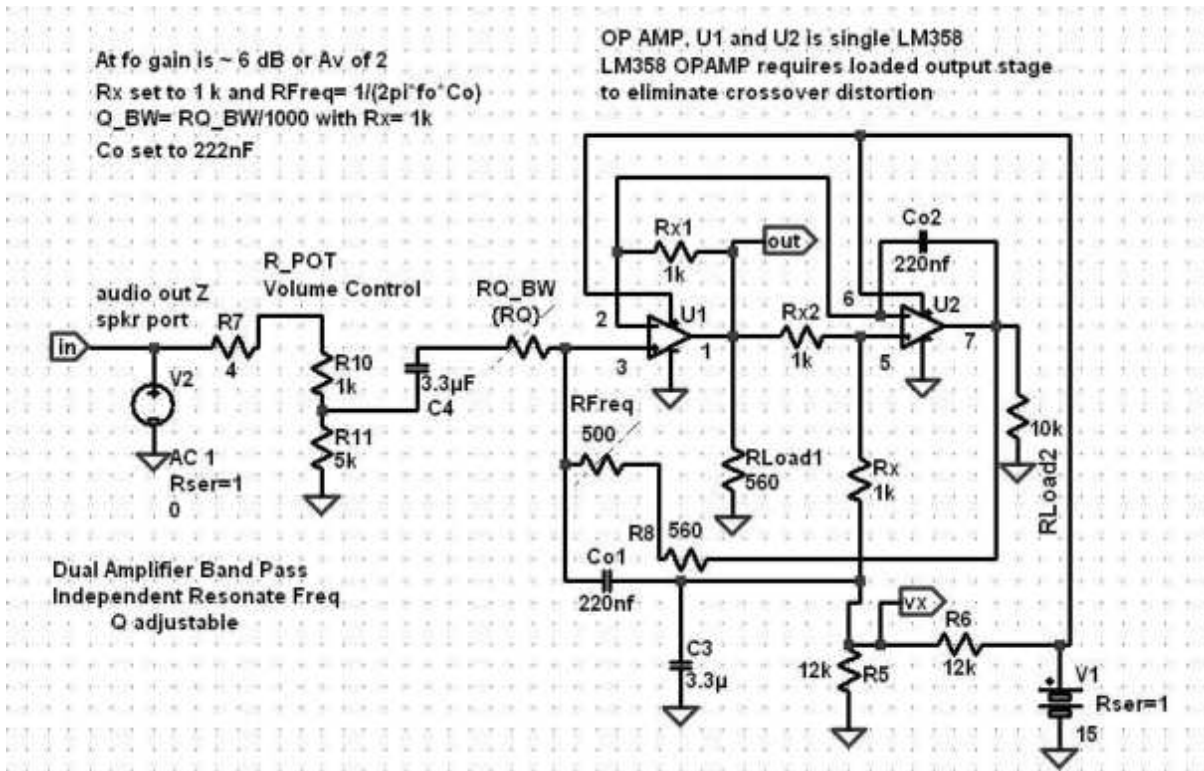 At fo gain is ~ 6 dB or Av of 2
Rx set to 1 k and RFreq= 1/(2pi*fo*Co)
Q_BW= RQ_BW/1000 with Rx= 1k
Co set to 222nF
OP AMP, U1 and U2 is single LM358
LM358 OPAMP requires loaded output stage
to eliminate crossover distortion
audio out Z
spkr port
in
R7
4
V2
AC 1
Rser=1
0
R_POT
Volume Control
R10
1k
R11
5k
3.3µF
C4
RQ_BW
{RQ}
Rx1
1k
out
2
3
U1
1
Rx2
1k
Co2
220nf
6
5
U2
7
10k
RLoad2
RFreq
500
RLoad1
560
Rx
1k
R8
560
Co1
220nf
C3
3.3µ
vx
R6
12k
12k
R5
V1
Rser=1
15
Dual Amplifier Band Pass
Independent Resonate Freq
Q adjustable